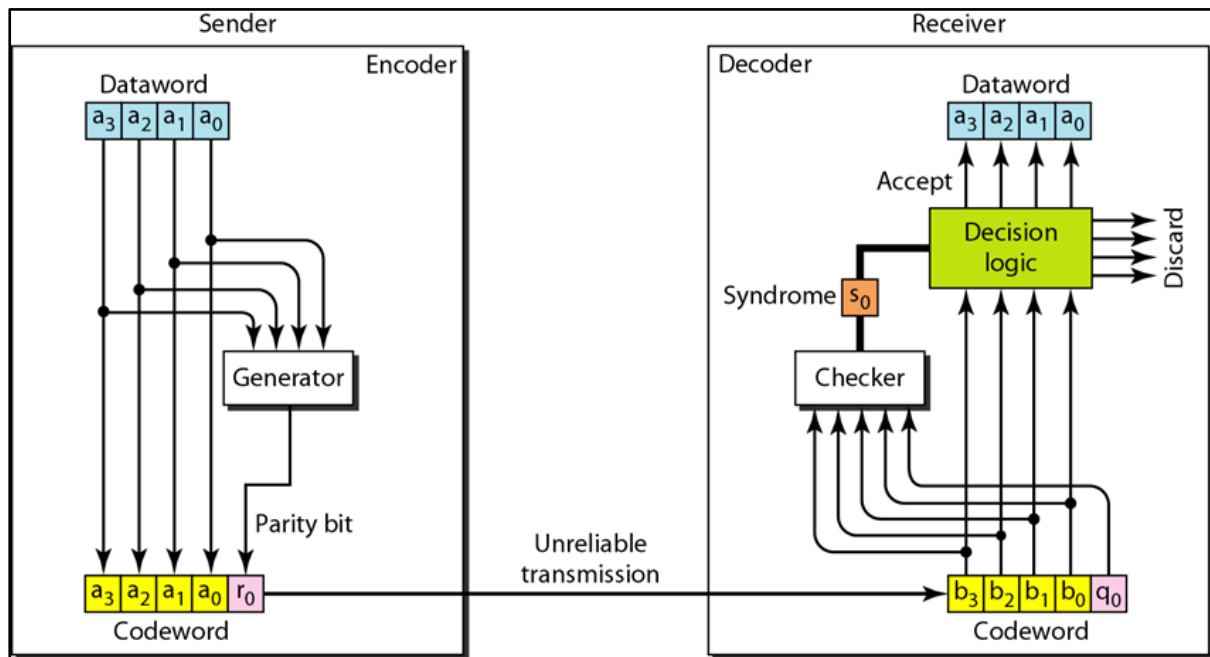 Sender
Encoder
Dataword
a3 a2 a1 a0
Generator
Parity bit
a3 a2 a1 a0 r0
Codeword
Unreliable
transmission
Receiver
Decoder
Dataword
a3 a2 a1 a0
Accept
Decision
logic
Discard
Syndrome s0
Checker
b3 b2 b1 b0 q0
Codeword